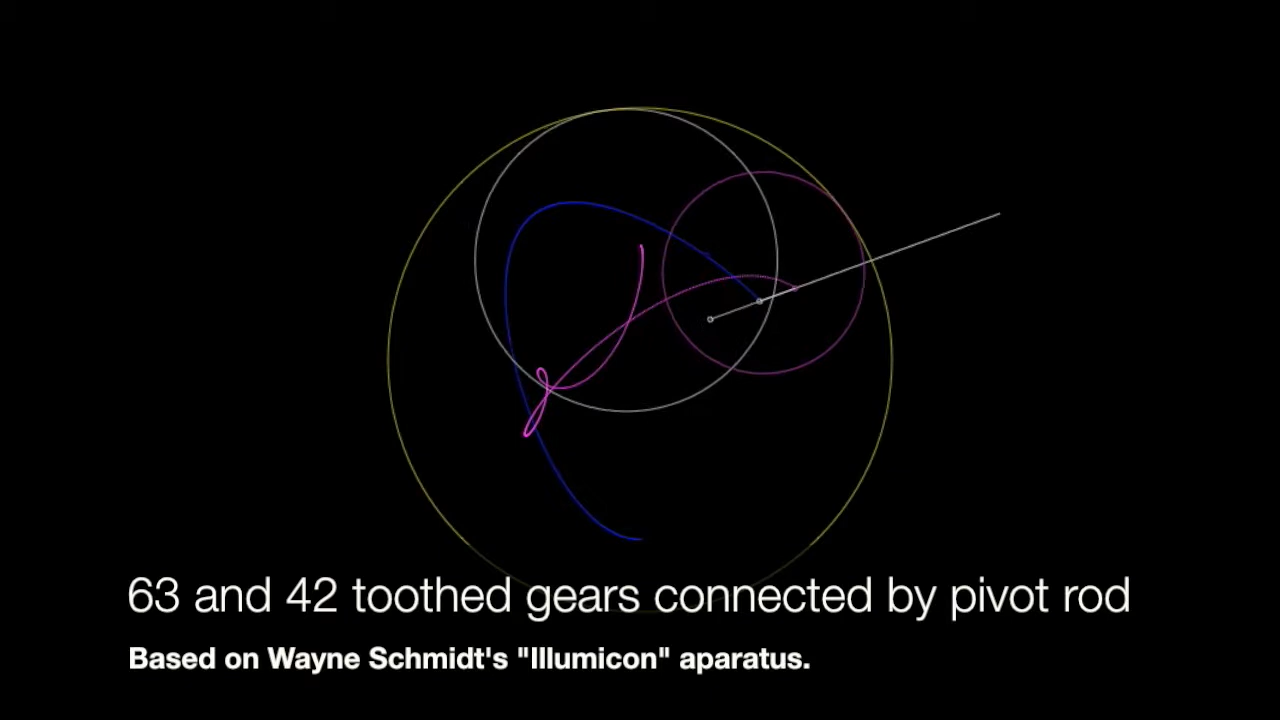 63 and 42 toothed gears connected by pivot rod
Based on Wayne Schmidt's "Illumicon" aparatus.